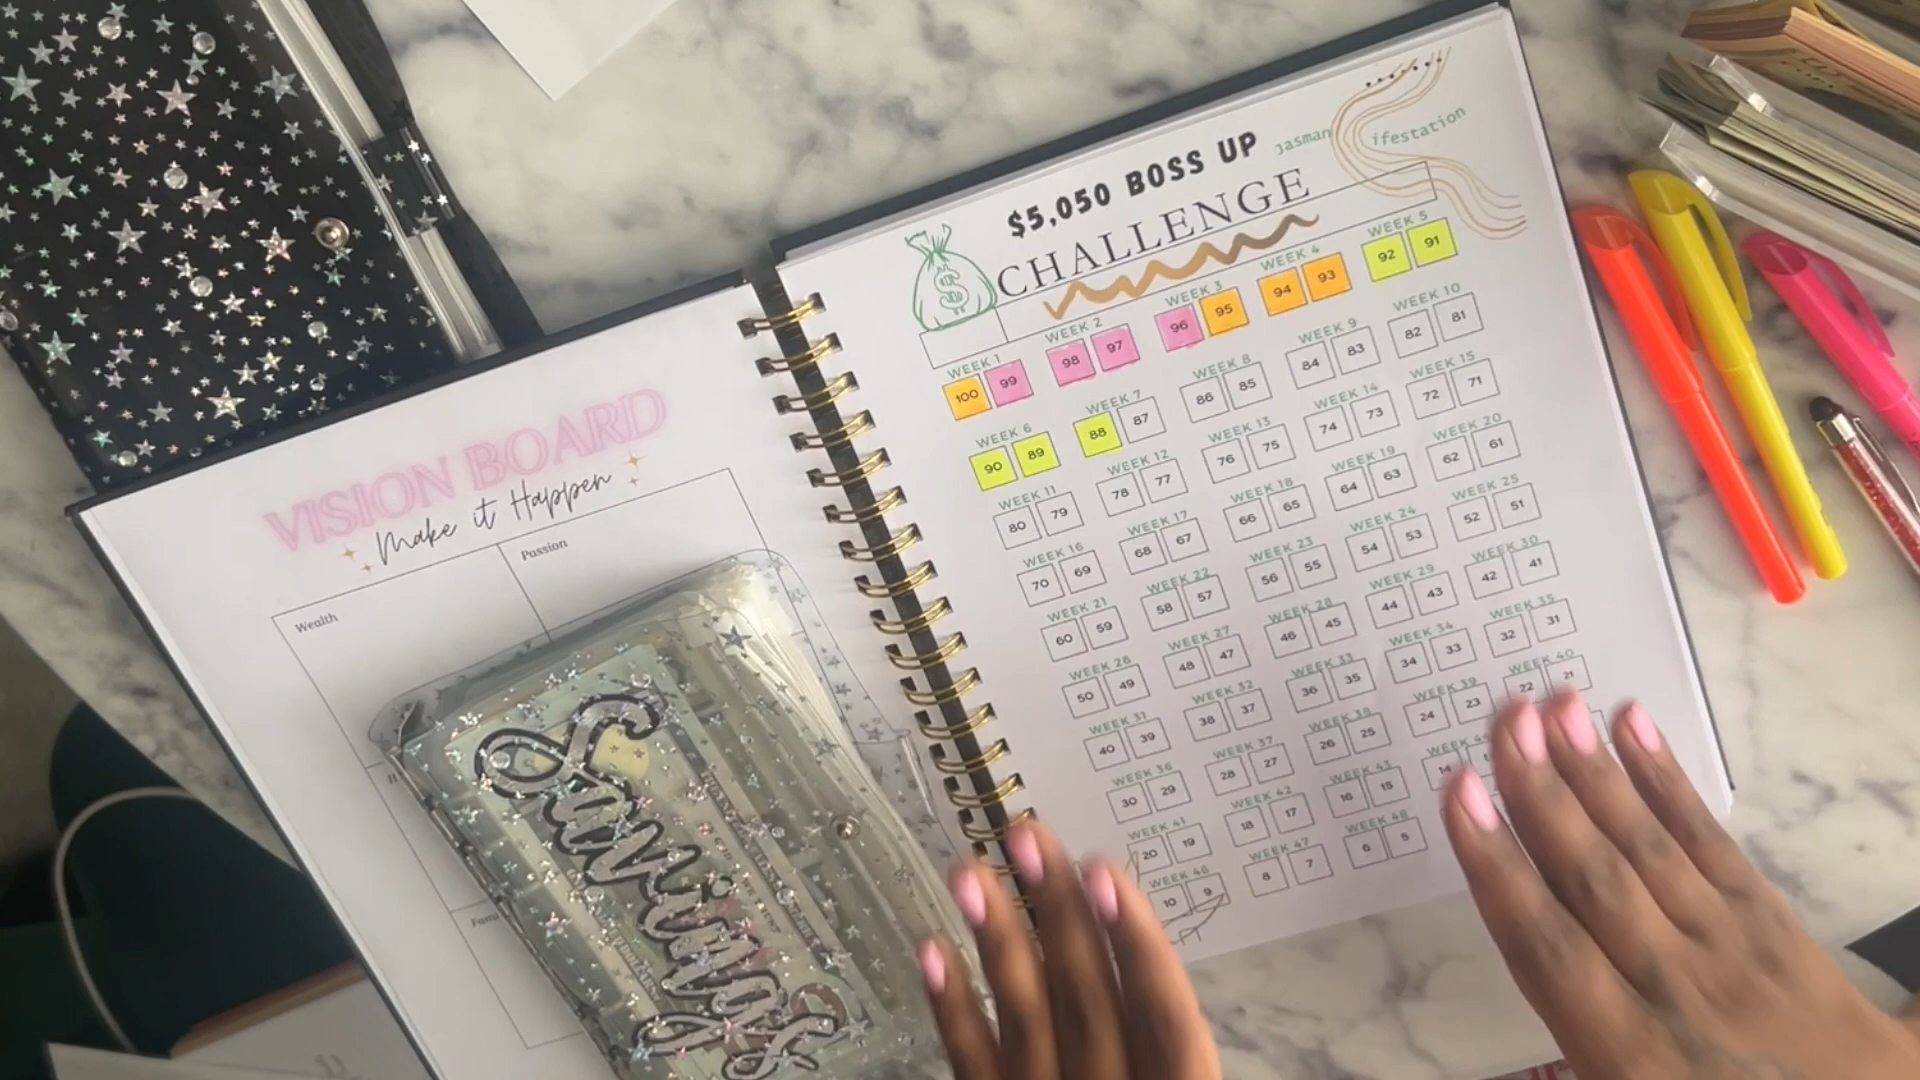 VISION BOARD
Make it Happen
Wealth
Passion
Savings
$5,050 BOSS UP
CHALLENGE
jasman ifestation
WEEK 1 WEEK 2 WEEK 3 WEEK 4 WEEK 5
100 99 98 97 96 95 94 93 92 91
WEEK 6 WEEK 7 WEEK 8 WEEK 9 WEEK 10
90 89 88 87 86 85 84 83 82 81
WEEK 11 WEEK 12 WEEK 13 WEEK 14 WEEK 15
80 79 78 77 76 75 74 73 72 71
WEEK 16 WEEK 17 WEEK 18 WEEK 19 WEEK 20
70 69 68 67 66 65 64 63 62 61
WEEK 21 WEEK 22 WEEK 23 WEEK 24 WEEK 25
60 59 58 57 56 55 54 53 52 51
WEEK 26 WEEK 27 WEEK 28 WEEK 29 WEEK 30
50 49 48 47 46 45 44 43 42 41
WEEK 31 WEEK 32 WEEK 33 WEEK 34 WEEK 35
40 39 38 37 36 35 34 33 32 31
WEEK 36 WEEK 37 WEEK 38 WEEK 39 WEEK 40
30 29 28 27 26 25 24 23 22 21
WEEK 41 WEEK 42 WEEK 43
20 19 18 17 16 15 14
WEEK 46 WEEK 47 WEEK 48
10 9 8 7 6 5